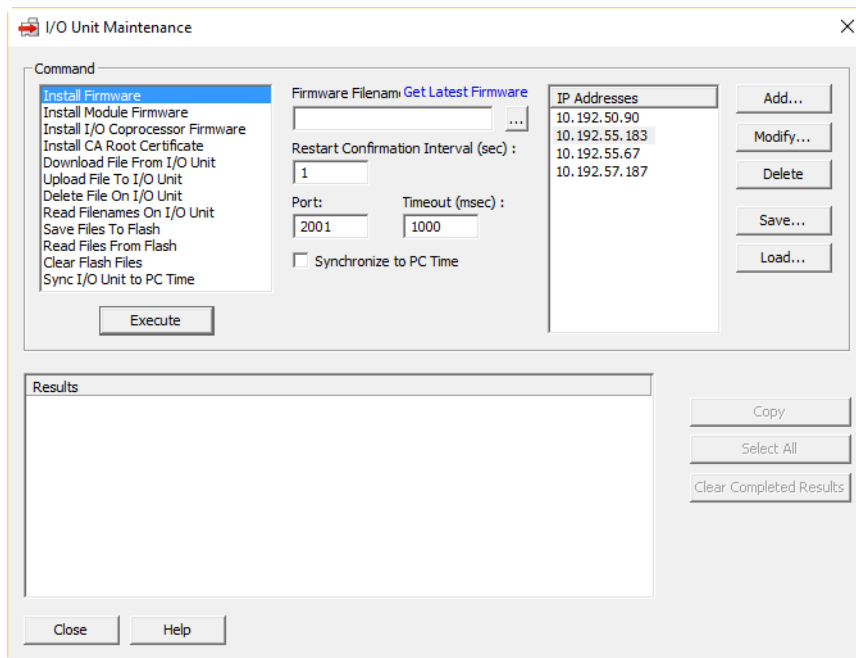 I/O Unit Maintenance
Command
Install Firmware
Install Module Firmware
Install I/O Coprocessor Firmware
Install CA Root Certificate
Download File From I/O Unit
Upload File To I/O Unit
Delete File On I/O Unit
Read Filenames On I/O Unit
Save Files To Flash
Read Files From Flash
Clear Flash Files
Sync I/O Unit to PC Time
Execute
Firmware Filenam Get Latest Firmware
...
Restart Confirmation Interval (sec) :
1
Port: Timeout (msec) :
2001 1000
Synchronize to PC Time
IP Addresses
10.192.50.90
10.192.55.183
10.192.55.67
10.192.57.187
Add...
Modify...
Delete
Save...
Load...
Results
Copy
Select All
Clear Completed Results
Close Help